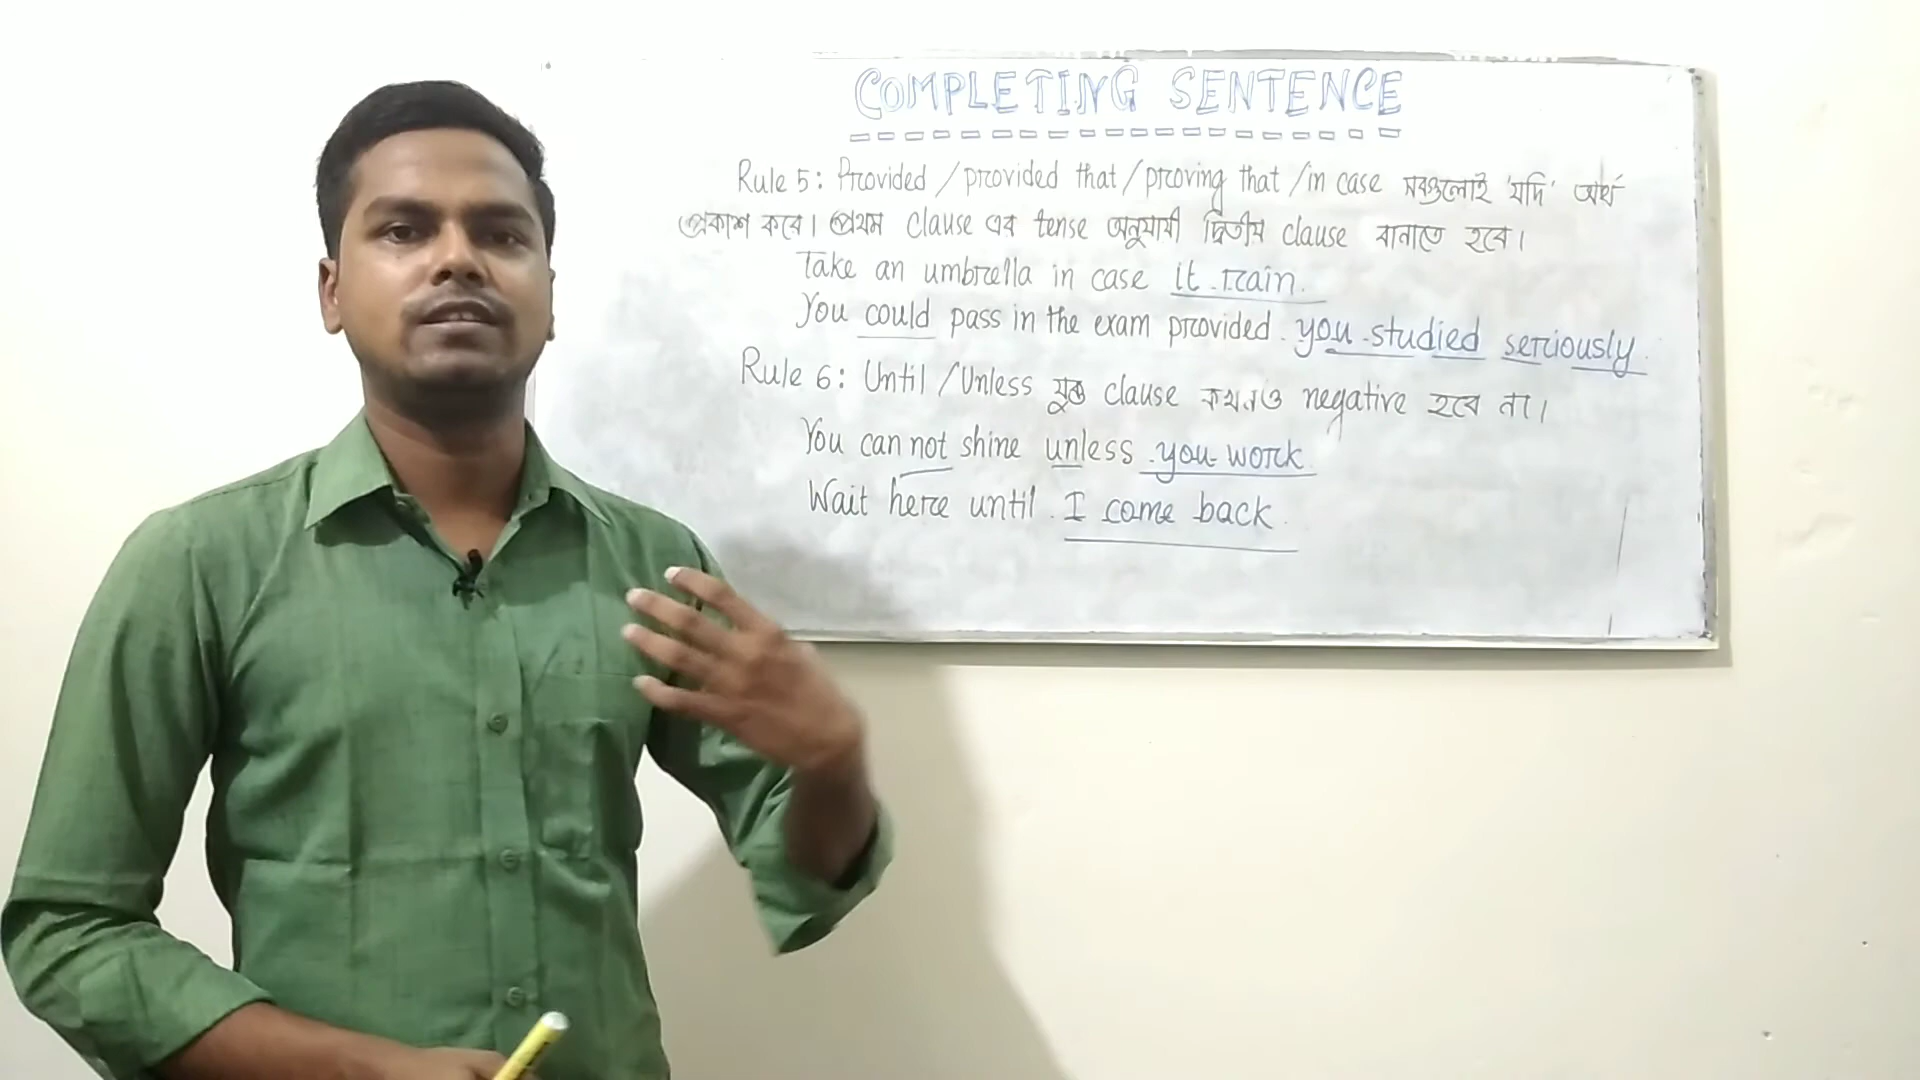 COMPLETING SENTENCE
Rule 5: Provided / provided that / proving that / in case সবগুলোই 'যদি' অর্থ
প্রকাশ করে। প্রথম clause এর tense অনুযায়ী দ্বিতীয় clause বানাতে হবে।
Take an umbrella in case it rain.
You could pass in the exam provided you studied seriously.
Rule 6: Until / Unless যুক্ত clause কখনও negative হবে না।
You can not shine unless you work.
Wait here until I come back.